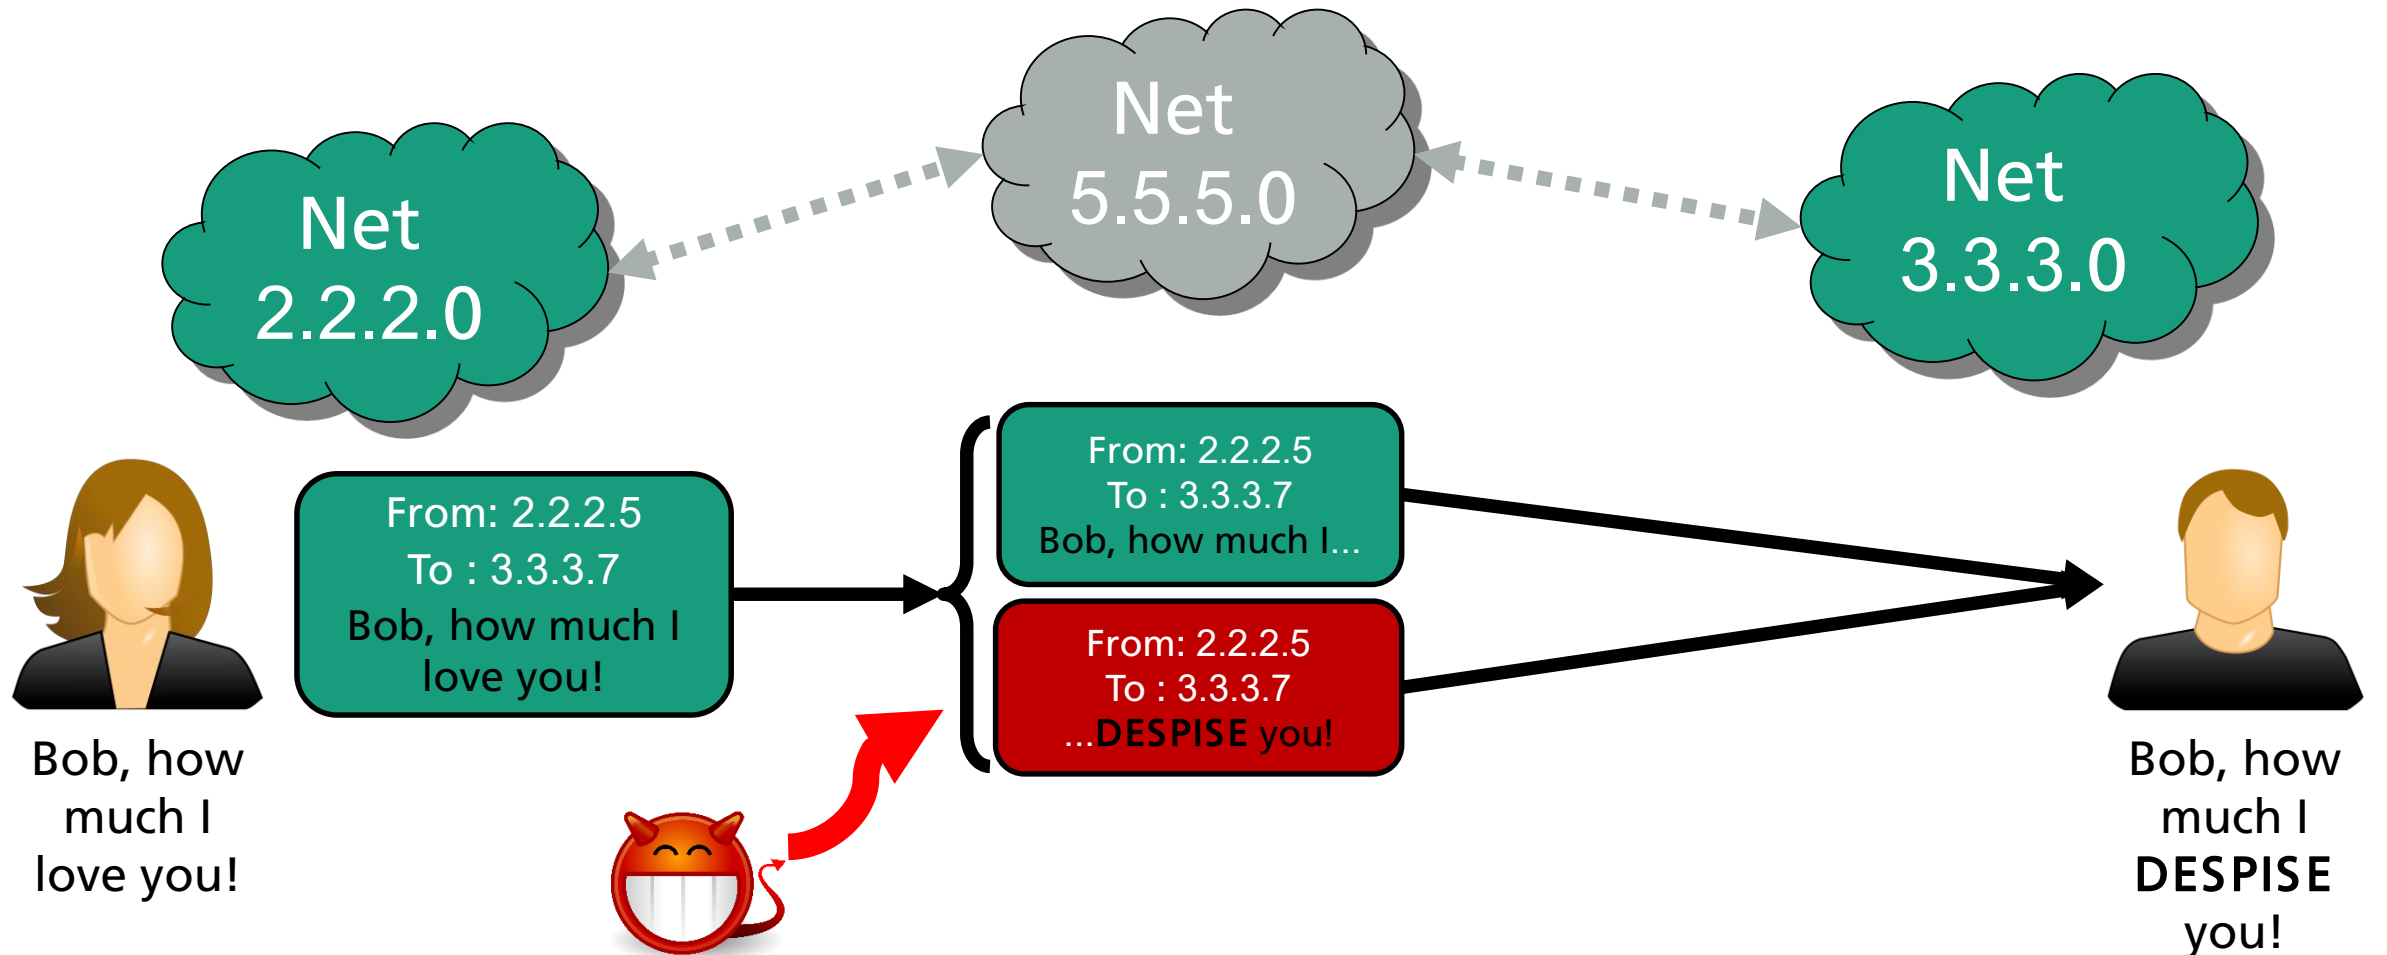 Net
2.2.2.0
Net
5.5.5.0
Net
3.3.3.0
From: 2.2.2.5
To : 3.3.3.7
Bob, how much I
love you!
From: 2.2.2.5
To : 3.3.3.7
Bob, how much I...
From: 2.2.2.5
To : 3.3.3.7
...DESPISE you!
Bob, how
much I
love you!
Bob, how
much I
DESPISE
you!